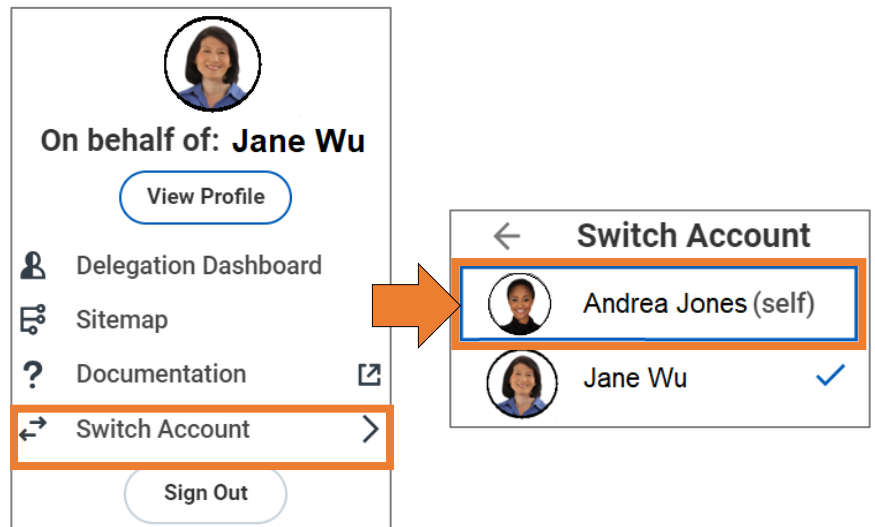 On behalf of: Jane Wu
View Profile
Delegation Dashboard
Sitemap
Documentation
Switch Account
Sign Out
Switch Account
Andrea Jones (self)
Jane Wu